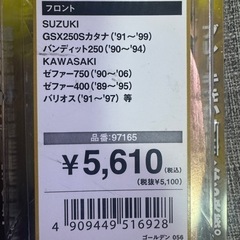 フロント
SUZUKI
GSX250Sカタナ('91〜'99)
バンディット250('90〜'94)
KAWASAKI
ゼファー750('90〜'06)
ゼファー400('89〜'95)
バリオス('91〜'97) 等
品番:97165
¥5,610(税込)
(税抜¥5,100)
4 909449 516928
ゴールデン 056